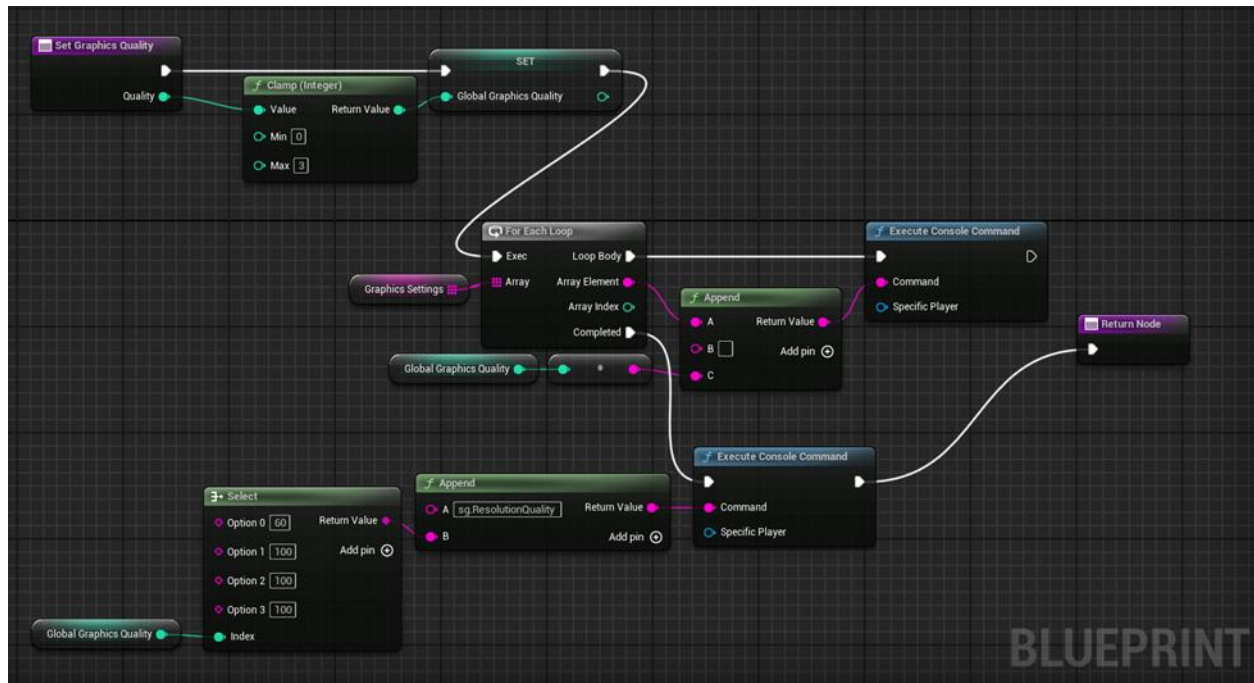 Set Graphics Quality
Quality
Clamp (Integer)
Value Return Value
Min 0
Max 3
SET
Global Graphics Quality
For Each Loop
Exec Loop Body
Array Array Element
Array Index
Completed
Graphics Settings
Global Graphics Quality
Append
A Return Value
B Add pin
C
Execute Console Command
Command
Specific Player
Return Node
Select
Option 0 60 Return Value
Option 1 100 Add pin
Option 2 100
Option 3 100
Index
Global Graphics Quality
Append
A sg.ResolutionQuality Return Value
B Add pin
Execute Console Command
Command
Specific Player
BLUEPRINT